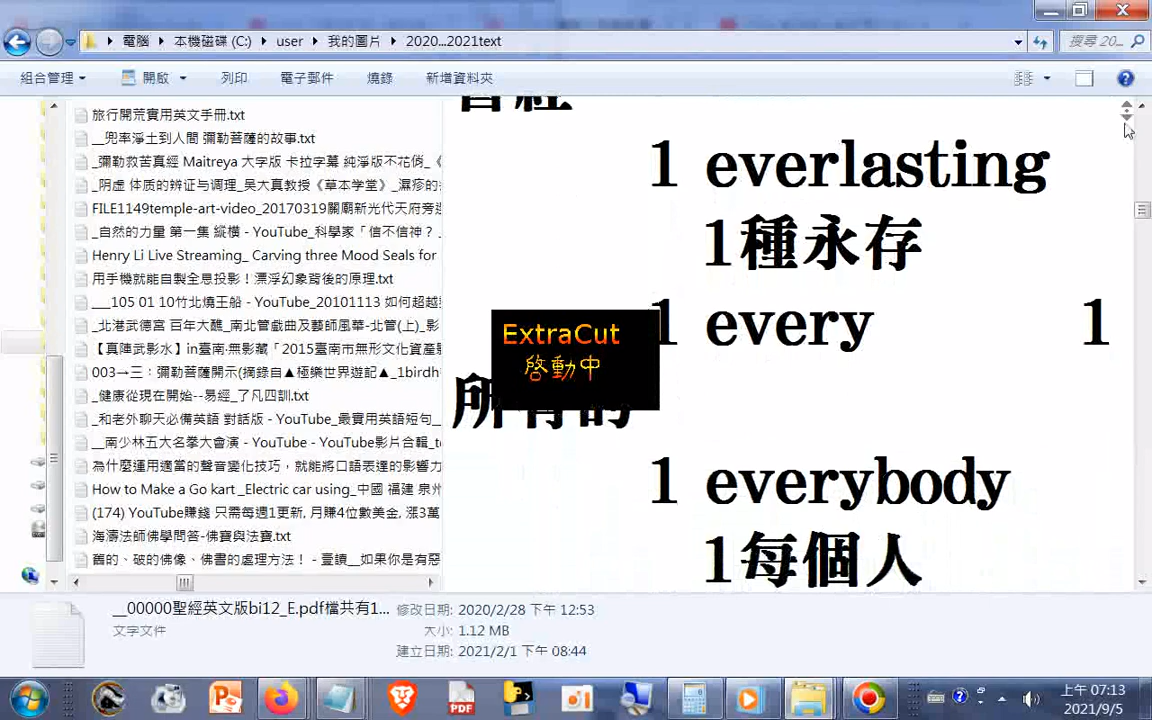 電腦 ▸ 本機磁碟 (C:) ▸ user ▸ 我的圖片 ▸ 2020...2021text
搜尋 20...
組合管理 開啟 列印 電子郵件 燒錄 新增資料夾
旅行開荒實用英文手冊.txt
__兜率淨土到人間 彌勒菩薩的故事.txt
_彌勒救苦真經 Maitreya 大字版 卡拉字幕 純淨版不花俏_《
_阴虚 体质的辨证与调理_吴大真教授《草本学堂》_濕疹的
FILE1149temple-art-video_20170319關廟新光代天府旁
_自然的力量 第一集 縱橫 - YouTube_科學家「信不信神？
Henry Li Live Streaming_ Carving three Mood Seals for
用手機就能自製全息投影！漂浮幻象背後的原理.txt
___105 01 10竹北燒王船 - YouTube_20101113 如何超越
_北港武德宮 百年大醮_南北管戲曲及藝師風華-北管(上)_影
【真陣武影水】in臺南·無影藏「2015臺南市無形文化資產
003→三：彌勒菩薩開示(摘錄自▲極樂世界遊記▲_1birdh
_健康從現在開始--易經_了凡四訓.txt
_和老外聊天必備英語 對話版 - YouTube_最實用英語短句_
__南少林五大名拳大會演 - YouTube - YouTube影片合輯_
為什麼運用適當的聲音變化技巧，就能將口語表達的影響力
How to Make a Go kart _Electric car using_中國 福建 泉州
(174) YouTube賺錢 只需每週1更新, 月賺4位數美金, 漲3萬
海濤法師佛學問答-佛寶與法寶.txt
舊的、破的佛像、佛書的處理方法！ - 壹讀__如果你是有惡
曾經
1 everlasting
1種永存
1 every 1
所有的
1 everybody
1每個人
ExtraCut
啓動中
__00000聖經英文版bi12_E.pdf檔共有1...
文字文件
修改日期: 2020/2/28 下午 12:53
大小: 1.12 MB
建立日期: 2021/2/1 下午 08:44
上午 07:13
2021/9/5